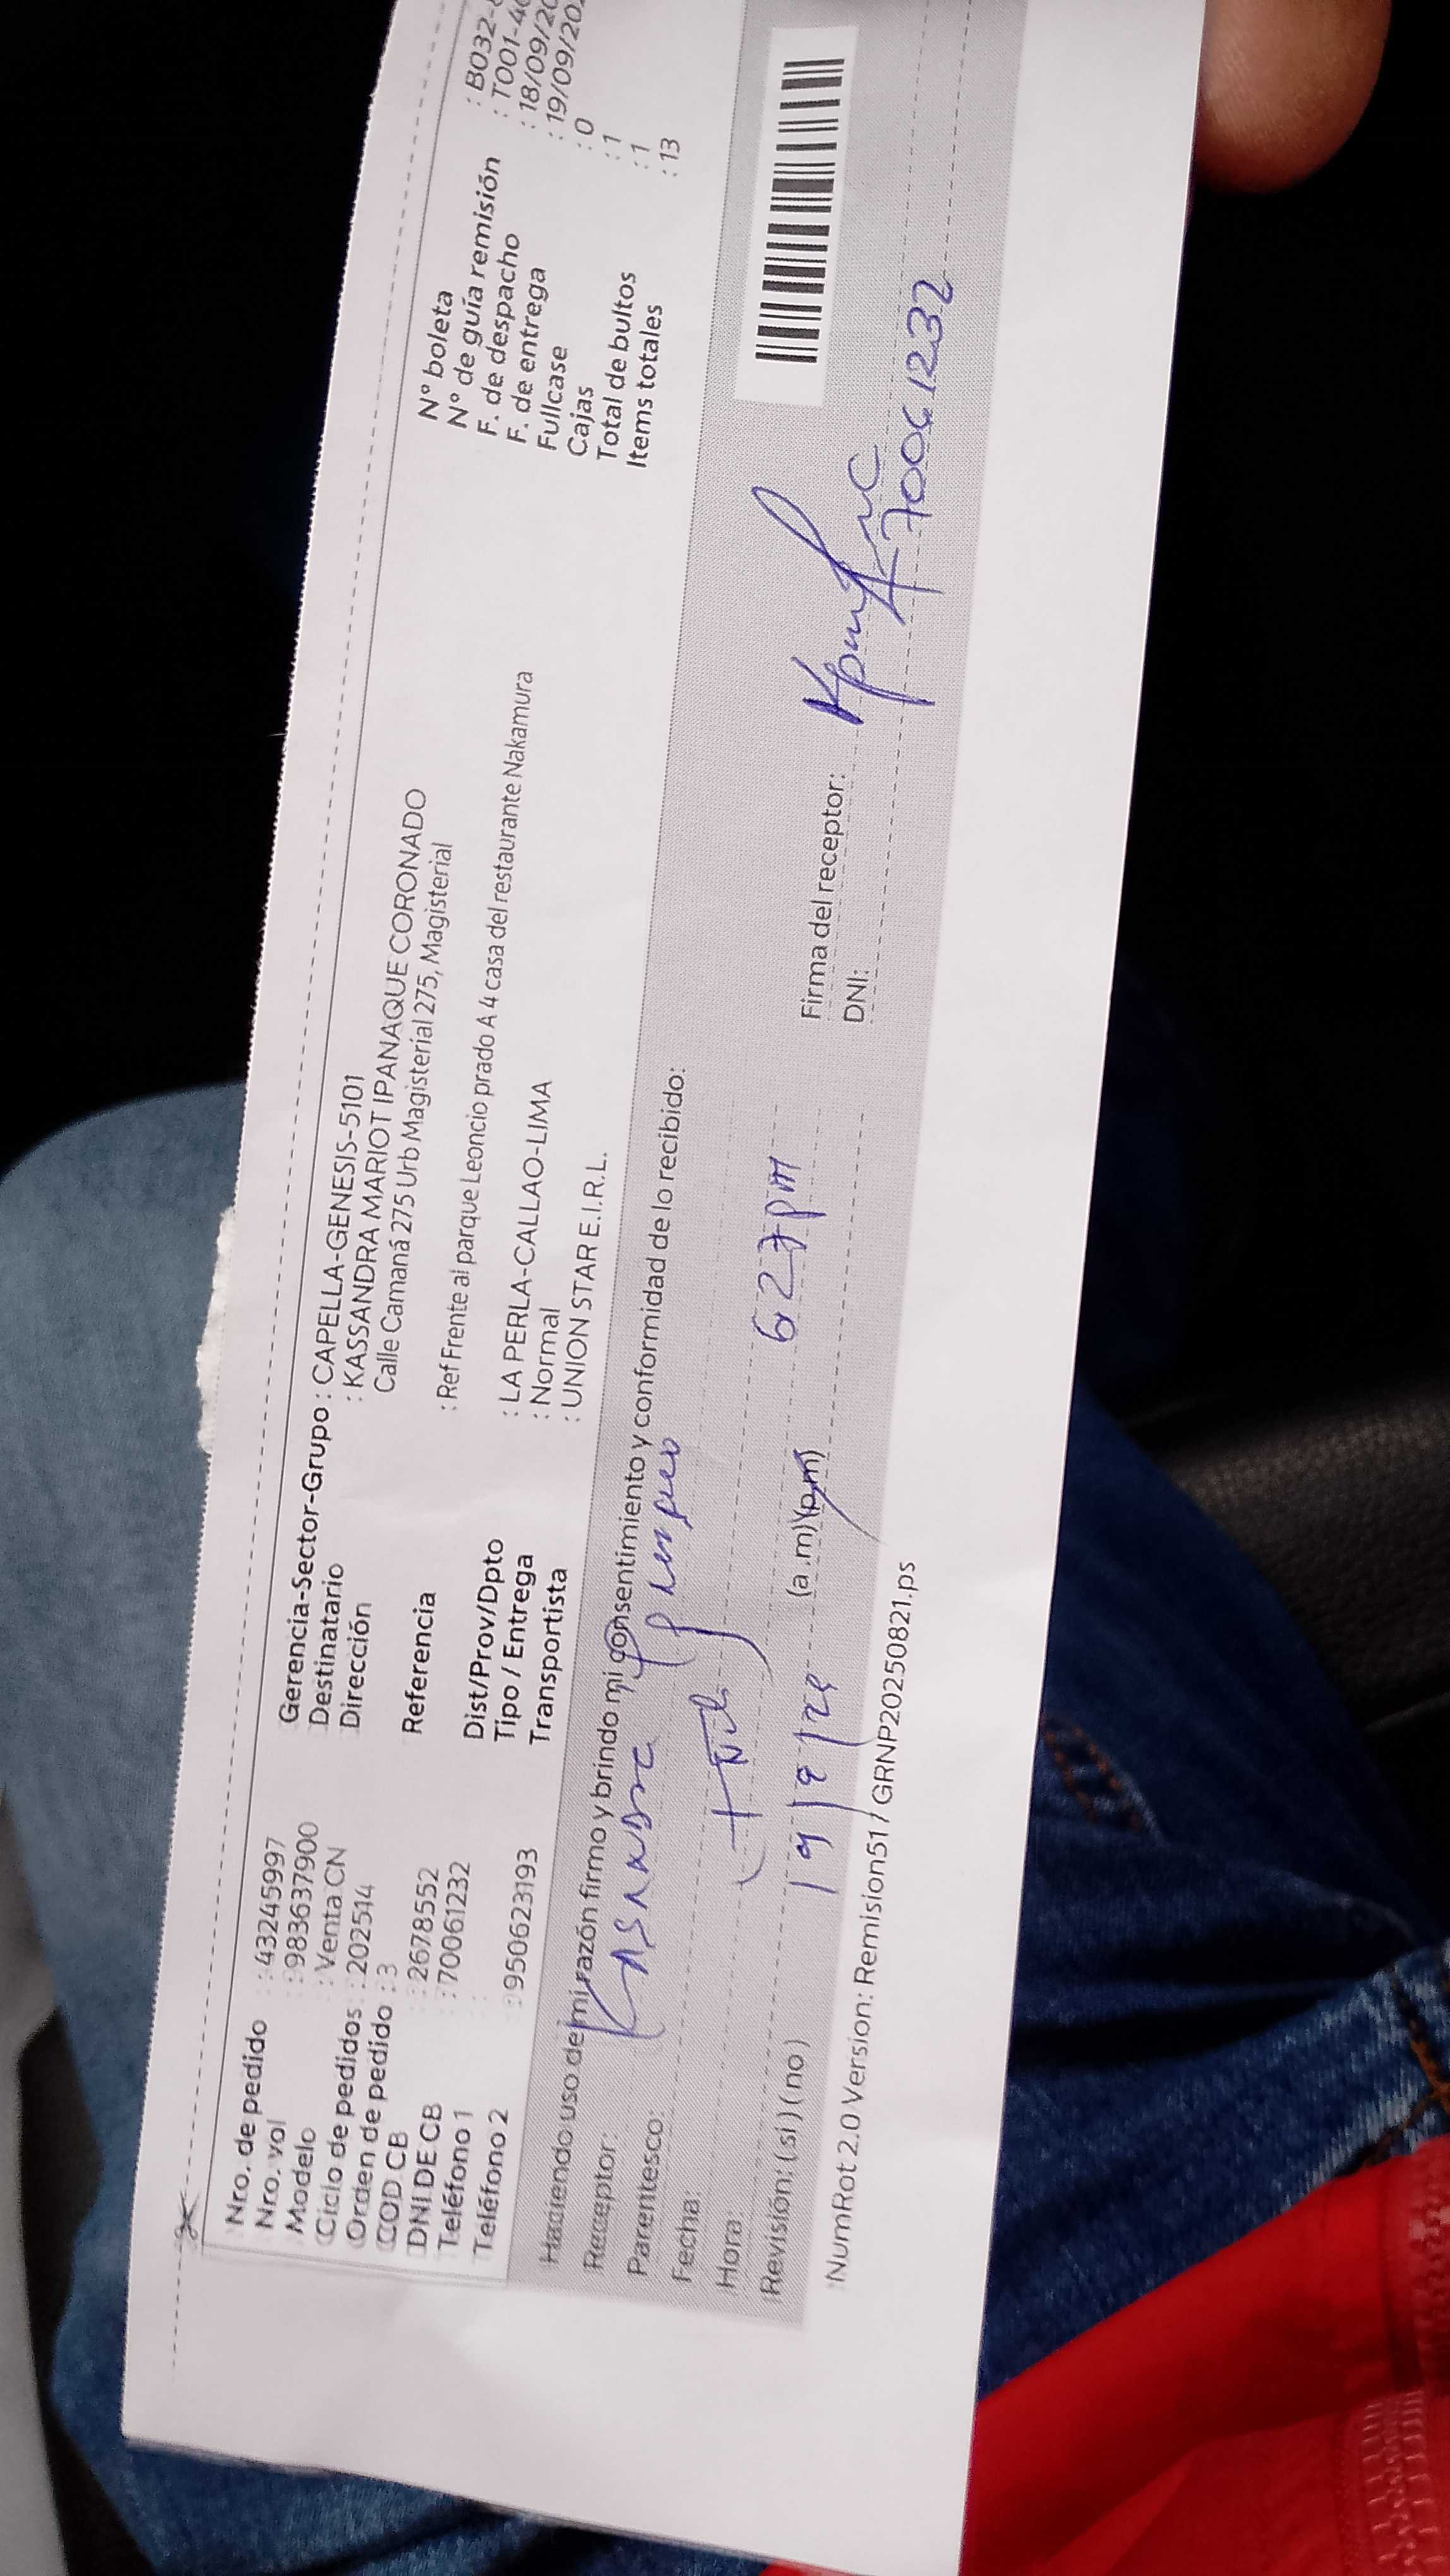 Nro. de pedido : 43245997
Nro. vol : 983637900
Modelo : Venta CN
Ciclo de pedidos : 202514
Orden de pedido : 3
COD CB : 2678552
DNI DE CB : 70061232
Teléfono 1 :
Teléfono 2 : 950623193
Gerencia-Sector-Grupo : CAPELLA-GENESIS-5101
Destinatario : KASSANDRA MARIOT IPANAQUE CORONADO
Dirección Calle Camaná 275 Urb Magisterial 275, Magisterial
Referencia : Ref Frente al parque Leoncio prado A 4 casa del restaurante Nakamura
Dist/Prov/Dpto : LA PERLA-CALLAO-LIMA
Tipo / Entrega : Normal
Transportista : UNION STAR E.I.R.L.
N° boleta : B032-
N° de guía remisión : T001-
F. de despacho : 18/09/20
F. de entrega : 19/09/20
Fullcase : 0
Cajas : 1
Total de bultos : 1
Items totales : 13
Haciendo uso de mi razón firmo y brindo mi consentimiento y conformidad de lo recibido:
Receptor:
Parentesco:
Fecha:
Hora (a .m) (p.m) 627pm
Revisión: (si) (no)
Firma del receptor:
DNI: 70061232
NumRot 2.0 Version: Remision51 / GRNP20250821.ps